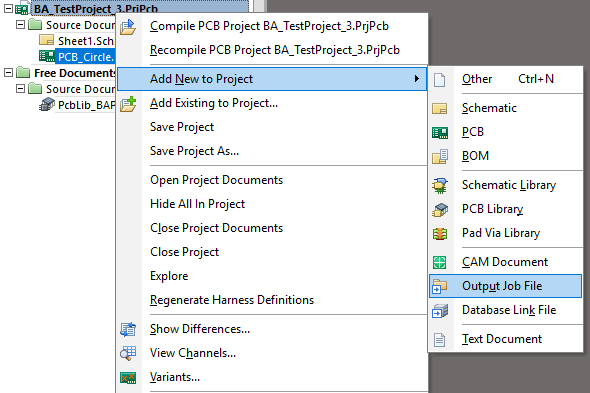 BA_TestProject_3.PrjPcb
Source Docum
Sheet1.Sch
PCB_Circle.
Free Documents
Source Docum
PcbLib_BAP
Compile PCB Project BA_TestProject_3.PrjPcb
Recompile PCB Project BA_TestProject_3.PrjPcb
Add New to Project
Add Existing to Project...
Save Project
Save Project As...
Open Project Documents
Hide All In Project
Close Project Documents
Close Project
Explore
Regenerate Harness Definitions
Show Differences...
View Channels...
Variants...
Other Ctrl+N
Schematic
PCB
BOM
Schematic Library
PCB Library
Pad Via Library
CAM Document
Output Job File
Database Link File
Text Document